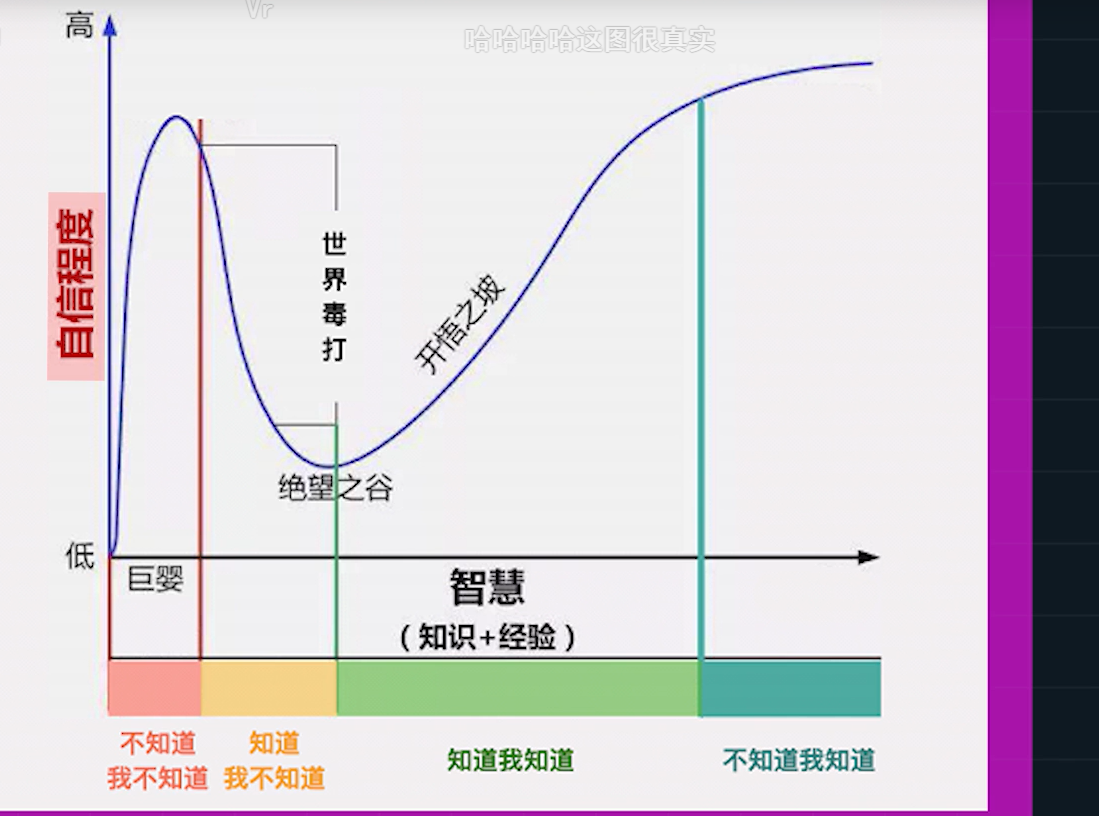 Vr
高
哈哈哈哈这图很真实
自信程度
世界毒打
开悟之坡
绝望之谷
低
巨婴
智慧
（知识+经验）
不知道
我不知道
知道
我不知道
知道我知道
不知道我知道